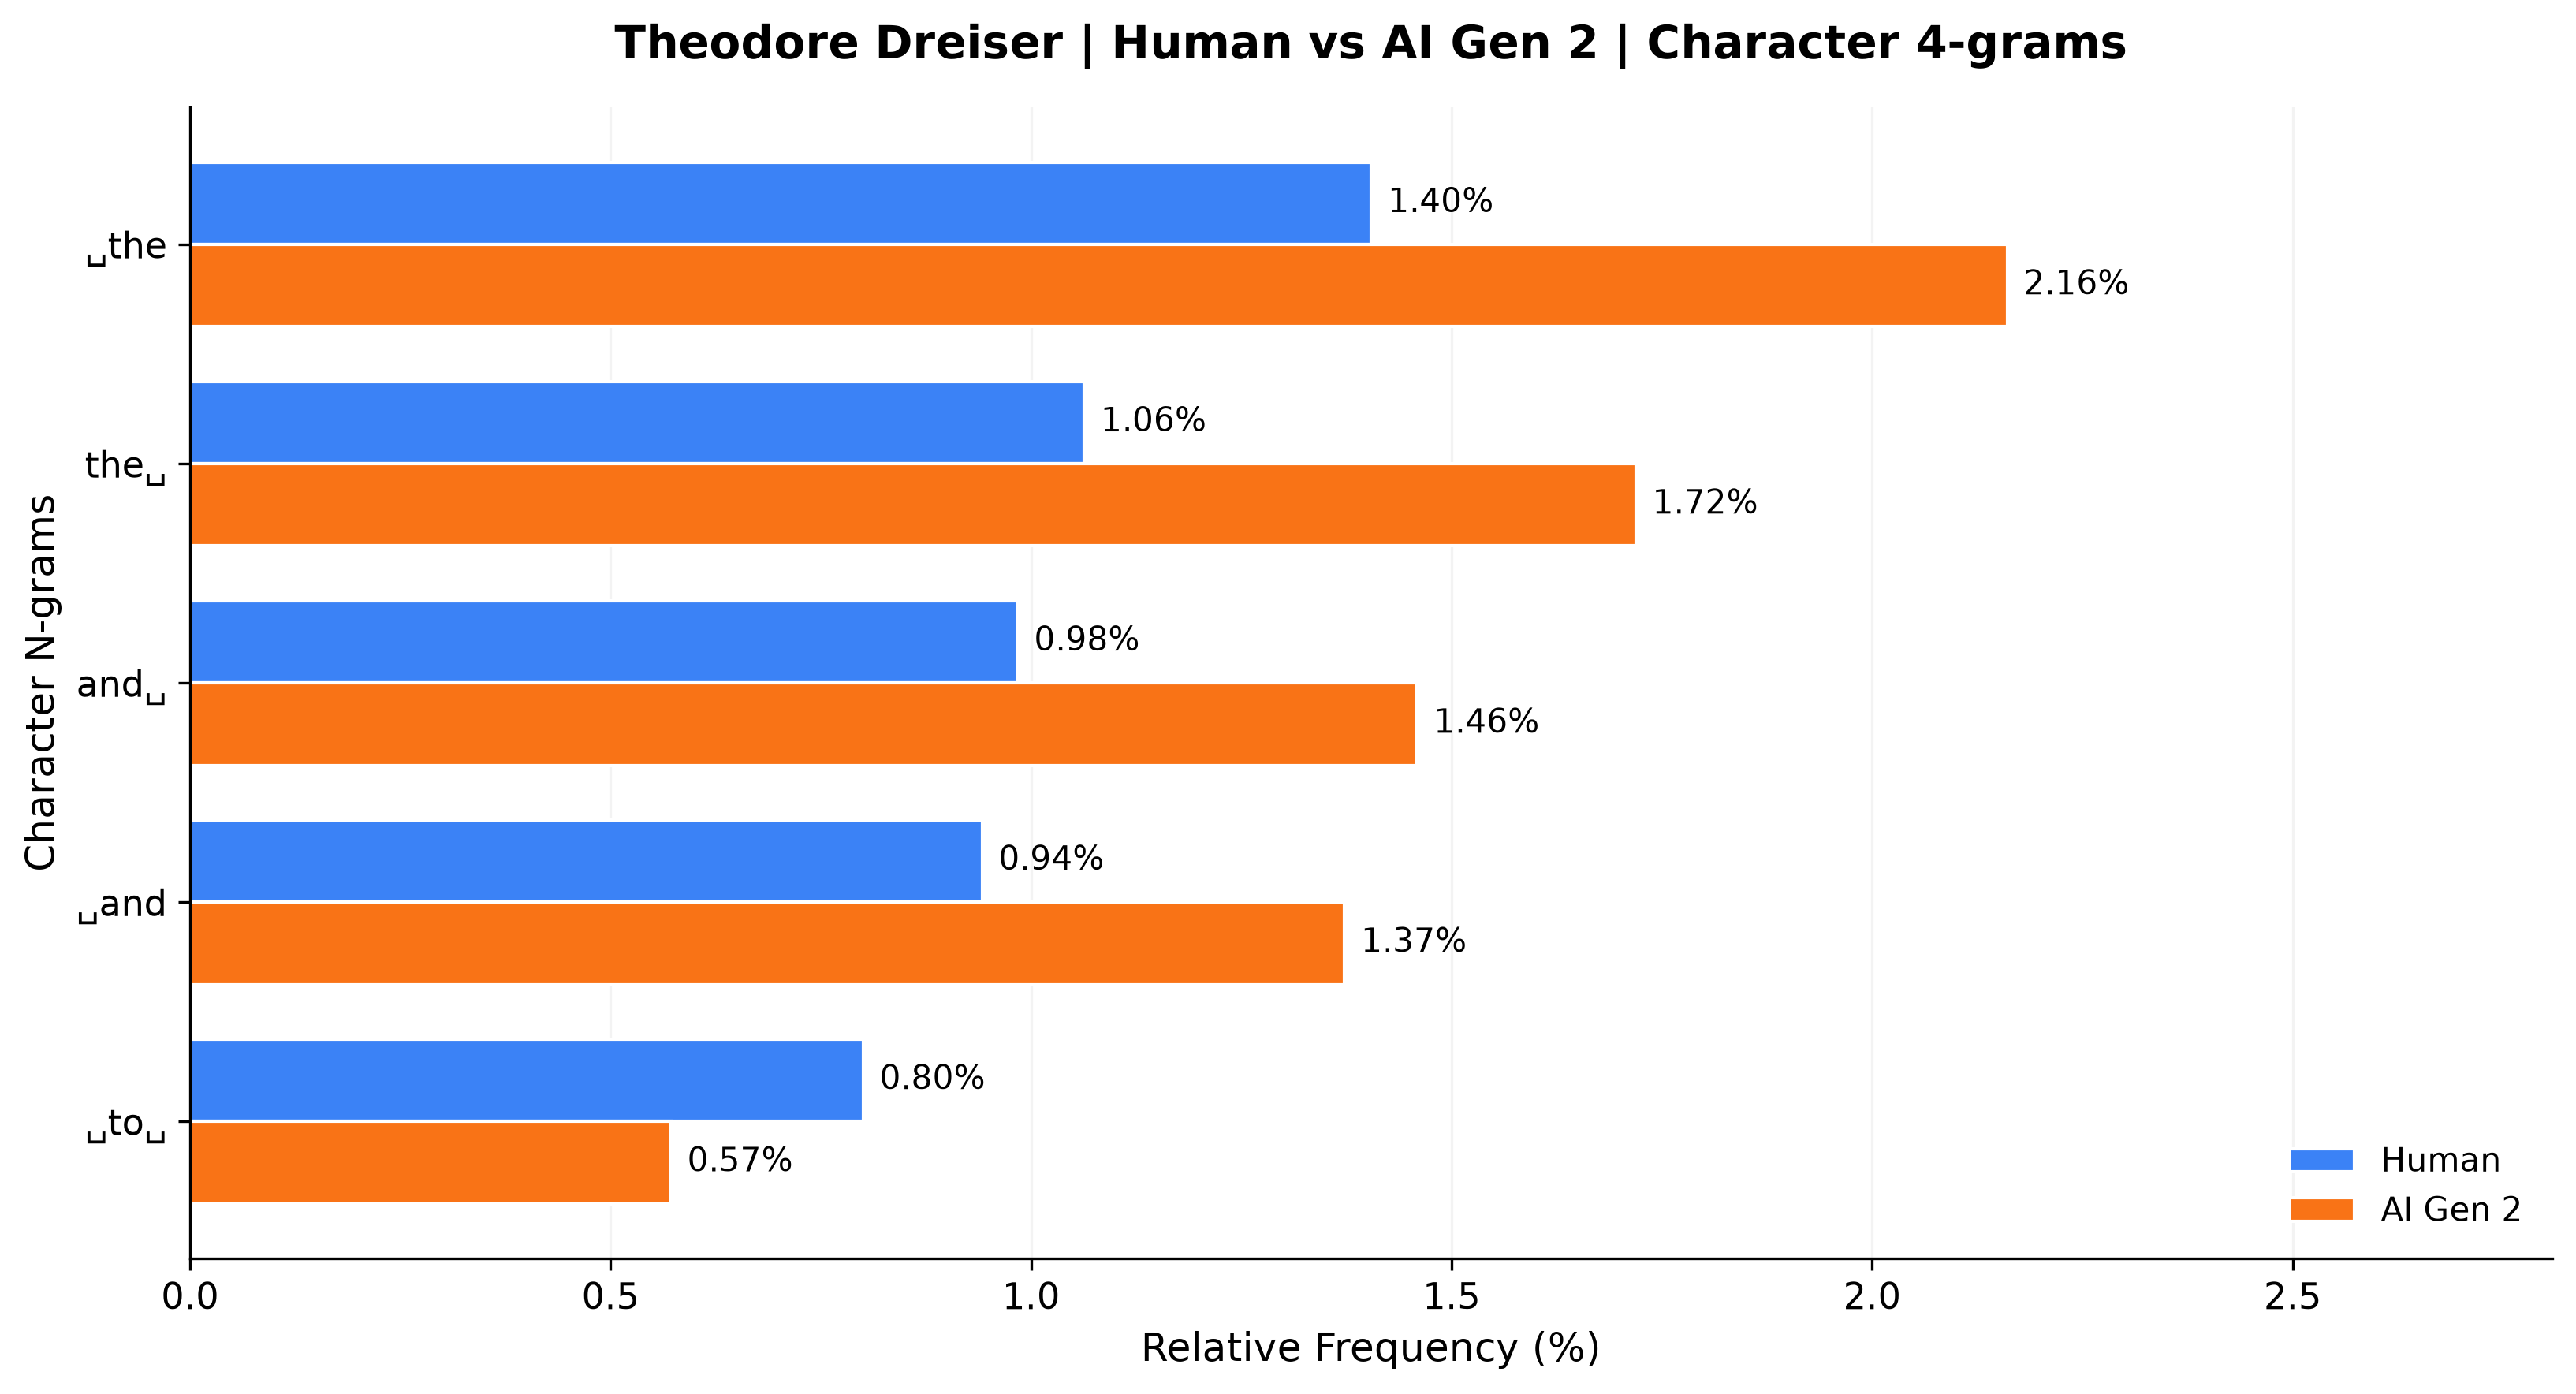 Theodore Dreiser | Human vs AI Gen 2 | Character 4-grams
Character N-grams
␣the
1.40%
2.16%
the␣
1.06%
1.72%
and␣
0.98%
1.46%
␣and
0.94%
1.37%
␣to␣
0.80%
0.57%
Human
AI Gen 2
0.0 0.5 1.0 1.5 2.0 2.5
Relative Frequency (%)